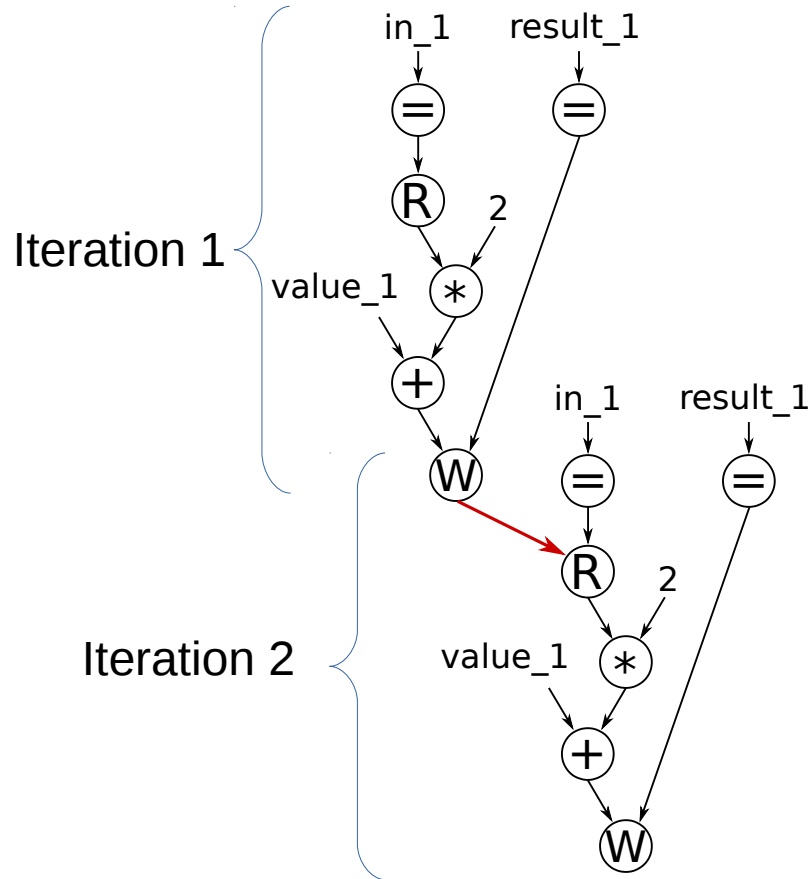 in_1 result_1
= =
R
2
Iteration 1
value_1
*
+
in_1 result_1
W
= =
R
2
Iteration 2
value_1
*
+
W